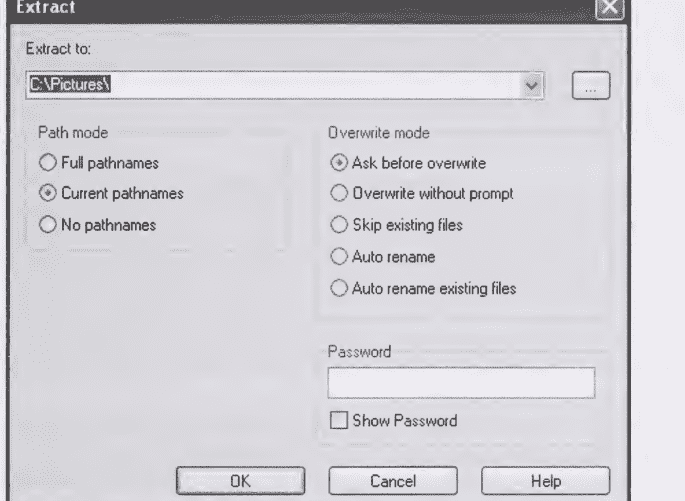 Extract
Extract to:
C:\Pictures\
...
Path mode
Full pathnames
Current pathnames
No pathnames
Overwrite mode
Ask before overwrite
Overwrite without prompt
Skip existing files
Auto rename
Auto rename existing files
Password
Show Password
OK
Cancel
Help